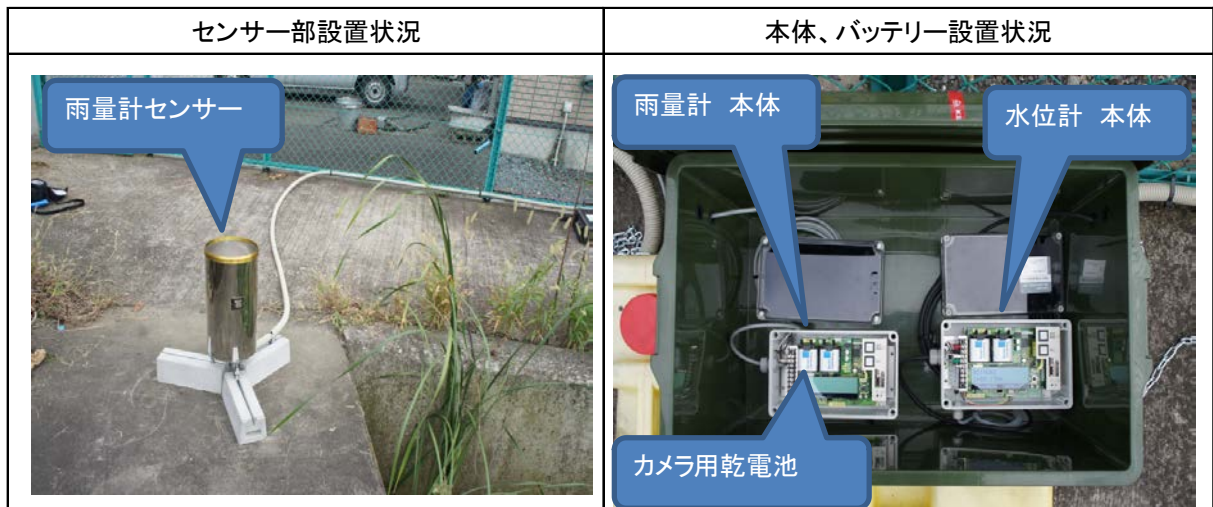 センサー部設置状況
本体、バッテリー設置状況
雨量計センサー
雨量計 本体
水位計 本体
カメラ用乾電池